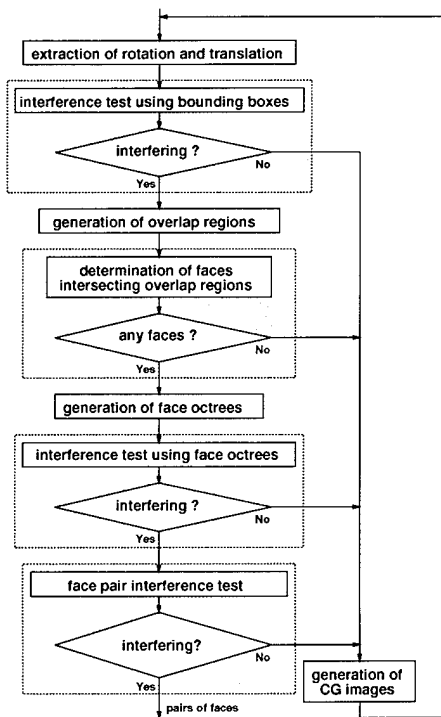 extraction of rotation and translation
interference test using bounding boxes
interfering ?
No
Yes
generation of overlap regions
determination of faces
intersecting overlap regions
any faces ?
No
Yes
generation of face octrees
interference test using face octrees
interfering ?
No
Yes
face pair interference test
interfering?
No
Yes
generation of
CG images
pairs of faces